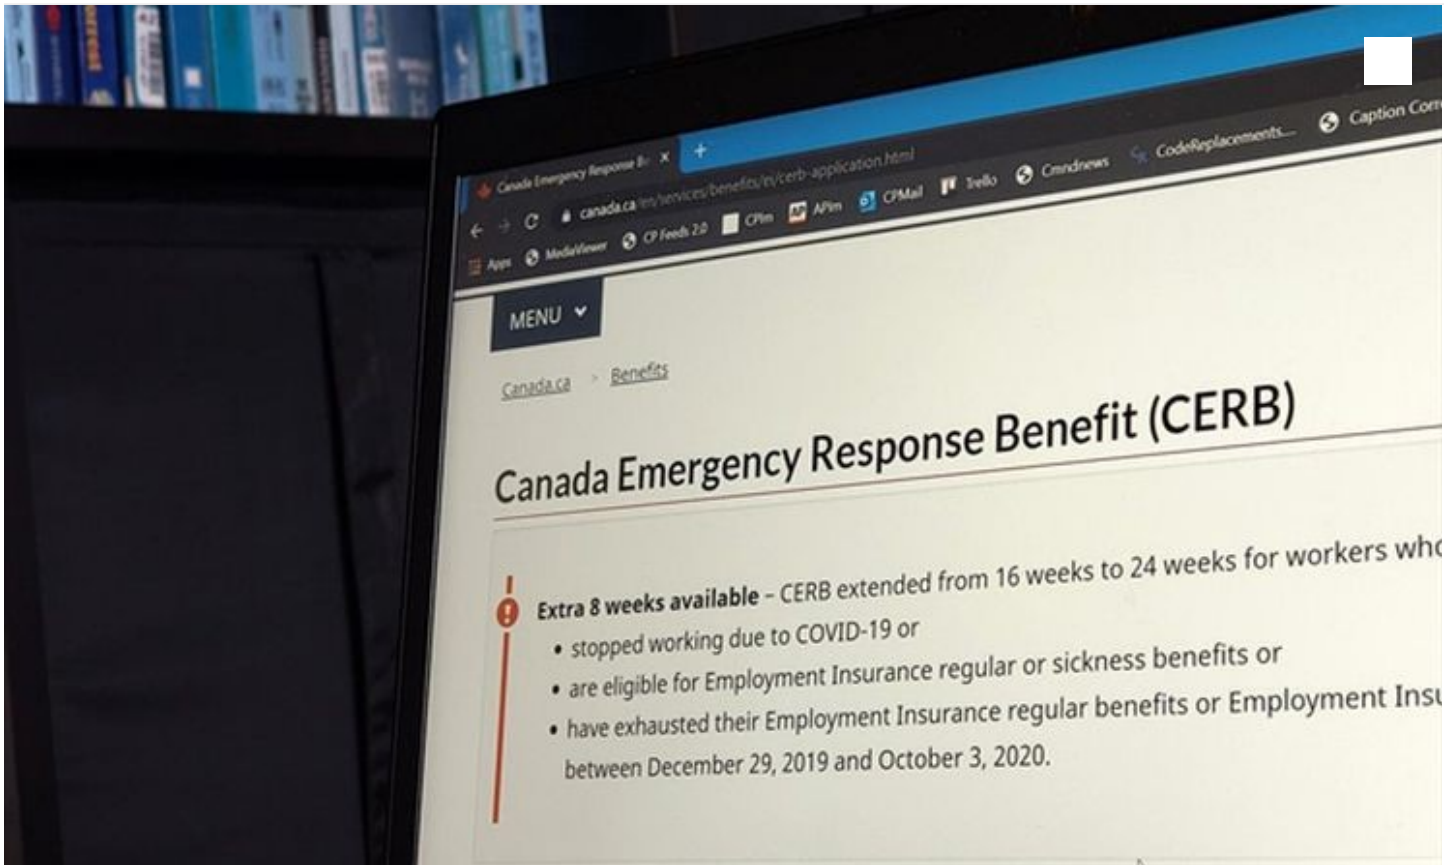 Correct
Canada Emergency Response Be
canada.ca/en/services/benefits/ei/cerb-application.html
Apps MediaViewer CP Feeds 2.0 CPIm AP APIm CPMail Trello Cmndnews CodeReplacements... Caption Corre
MENU
Canada.ca > Benefits
Canada Emergency Response Benefit (CERB)
Extra 8 weeks available – CERB extended from 16 weeks to 24 weeks for workers who
• stopped working due to COVID-19 or
• are eligible for Employment Insurance regular or sickness benefits or
• have exhausted their Employment Insurance regular benefits or Employment Insu
between December 29, 2019 and October 3, 2020.